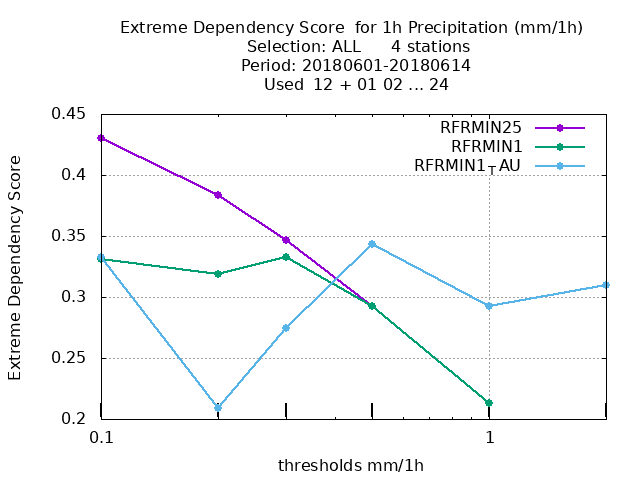 Extreme Dependency Score  for 1h Precipitation (mm/1h)
Selection: ALL      4 stations
Period: 20180601-20180614
Used  12 + 01 02 ... 24
RFRMIN25
RFRMIN1
RFRMIN1_TAU
0.45
0.4
0.35
0.3
0.25
0.2
Extreme Dependency Score
0.1
1
thresholds mm/1h